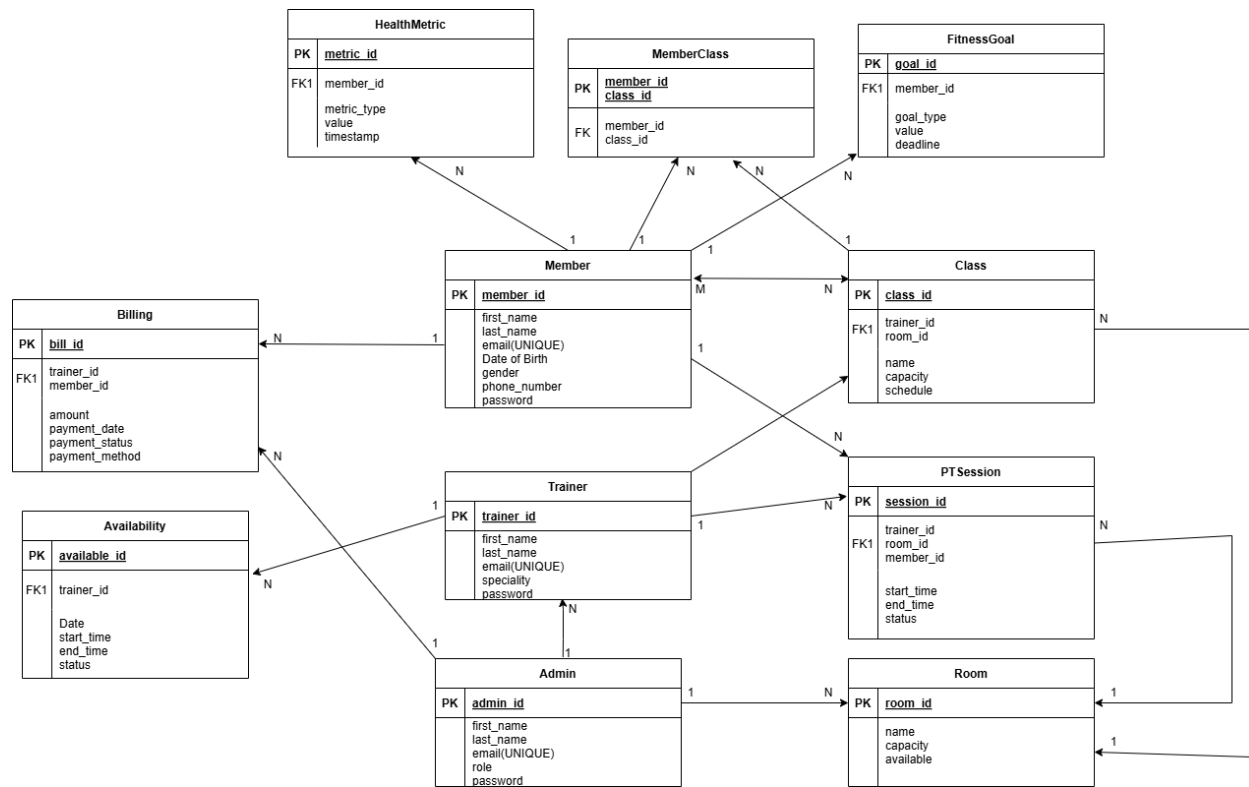 HealthMetric
PK metric_id
FK1 member_id
metric_type
value
timestamp
MemberClass
PK member_id
class_id
FK member_id
class_id
FitnessGoal
PK goal_id
FK1 member_id
goal_type
value
deadline
N
N
N
N
1
1
1
1
Member
PK member_id
first_name
last_name
email(UNIQUE)
Date of Birth
gender
phone_number
password
M
N
Class
PK class_id
FK1 trainer_id
room_id
name
capacity
schedule
N
Billing
PK bill_id
FK1 trainer_id
member_id
amount
payment_date
payment_status
payment_method
N
1
1
N
N
Trainer
PK trainer_id
first_name
last_name
email(UNIQUE)
speciality
password
1
1
N
PTSession
PK session_id
FK1 trainer_id
room_id
member_id
start_time
end_time
status
N
Availability
PK available_id
FK1 trainer_id
Date
start_time
end_time
status
N
N
1
1
Admin
PK admin_id
first_name
last_name
email(UNIQUE)
role
password
1
N
Room
PK room_id
name
capacity
available
1
1